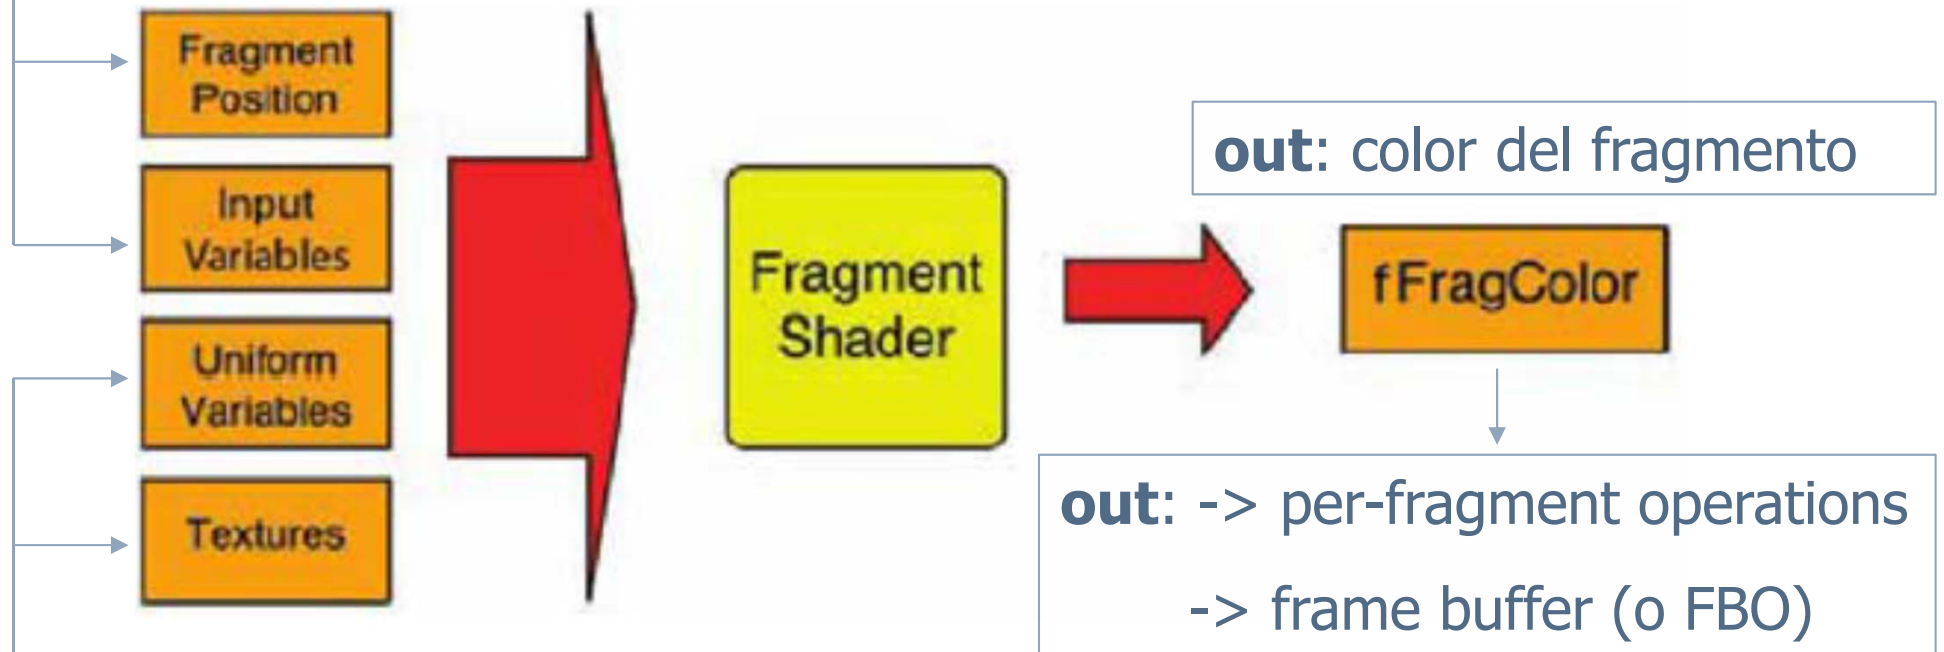 Fragment
Position
Input
Variables
Uniform
Variables
Textures
Fragment
Shader
out: color del fragmento
fFragColor
out: -> per-fragment operations
-> frame buffer (o FBO)